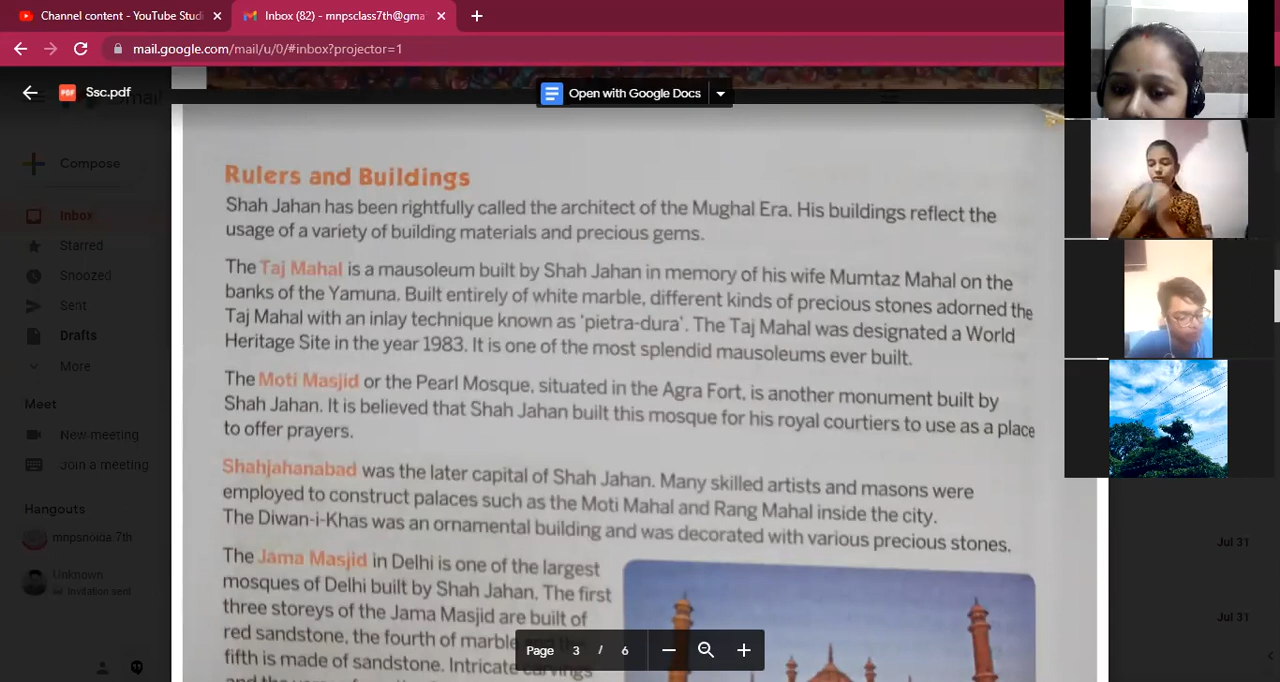 Channel content - YouTube Studi
Inbox (82) - mnpsclass7th@gma
mail.google.com/mail/u/0/#inbox?projector=1
Ssc.pdf
Open with Google Docs
Compose
Inbox
Starred
Snoozed
Sent
Drafts
More
Meet
New meeting
Join a meeting
Hangouts
mnpsnoida 7th
Unknown
Invitation sent
Rulers and Buildings
Shah Jahan has been rightfully called the architect of the Mughal Era. His buildings reflect the
usage of a variety of building materials and precious gems.
The Taj Mahal is a mausoleum built by Shah Jahan in memory of his wife Mumtaz Mahal on the
banks of the Yamuna. Built entirely of white marble, different kinds of precious stones adorned the
Taj Mahal with an inlay technique known as 'pietra-dura'. The Taj Mahal was designated a World
Heritage Site in the year 1983. It is one of the most splendid mausoleums ever built.
The Moti Masjid or the Pearl Mosque, situated in the Agra Fort, is another monument built by
Shah Jahan. It is believed that Shah Jahan built this mosque for his royal courtiers to use as a place
to offer prayers.
Shahjahanabad was the later capital of Shah Jahan. Many skilled artists and masons were
employed to construct palaces such as the Moti Mahal and Rang Mahal inside the city.
The Diwan-i-Khas was an ornamental building and was decorated with various precious stones.
The Jama Masjid in Delhi is one of the largest
mosques of Delhi built by Shah Jahan. The first
three storeys of the Jama Masjid are built of
red sandstone, the fourth of marble and the
fifth is made of sandstone. Intricate carvings
Page 3 / 6
Jul 31
Jul 31